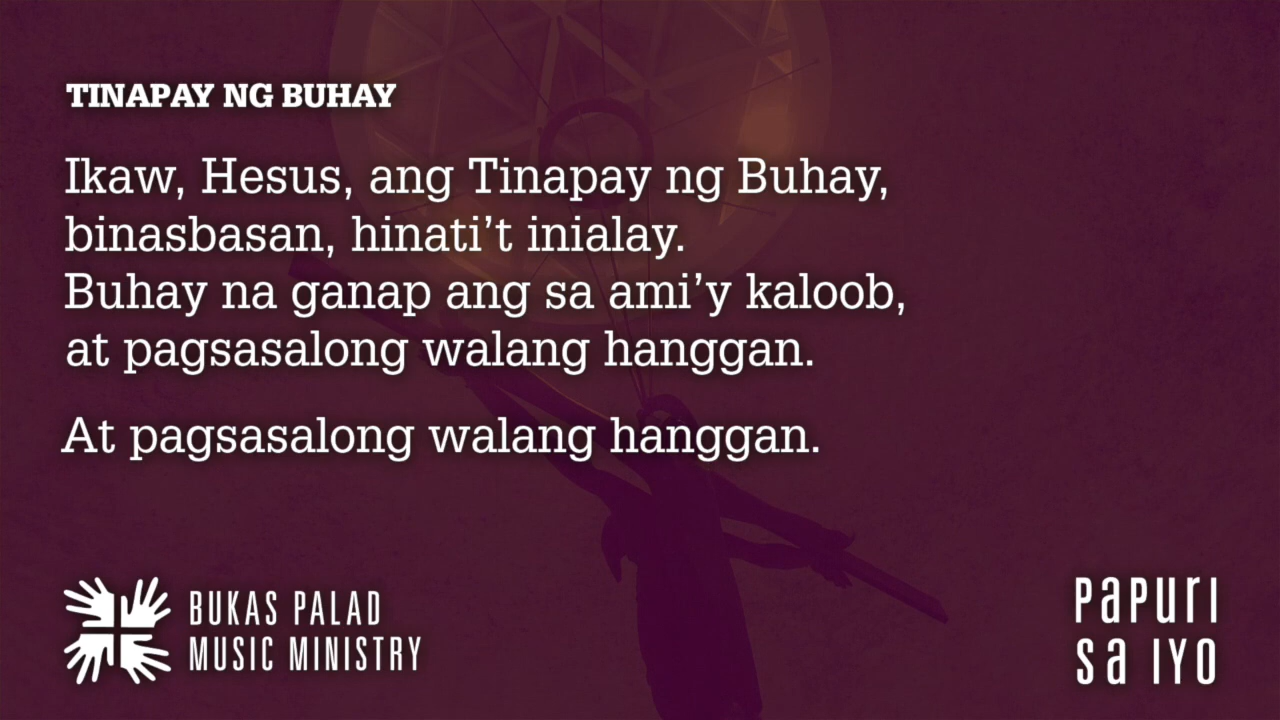 TINAPAY NG BUHAY
Ikaw, Hesus, ang Tinapay ng Buhay,
binasbasan, hinati’t inialay.
Buhay na ganap ang sa ami’y kaloob,
at pagsasalong walang hanggan.
At pagsasalong walang hanggan.
BUKAS PALAD
MUSIC MINISTRY
PaPURI
Sa IYO